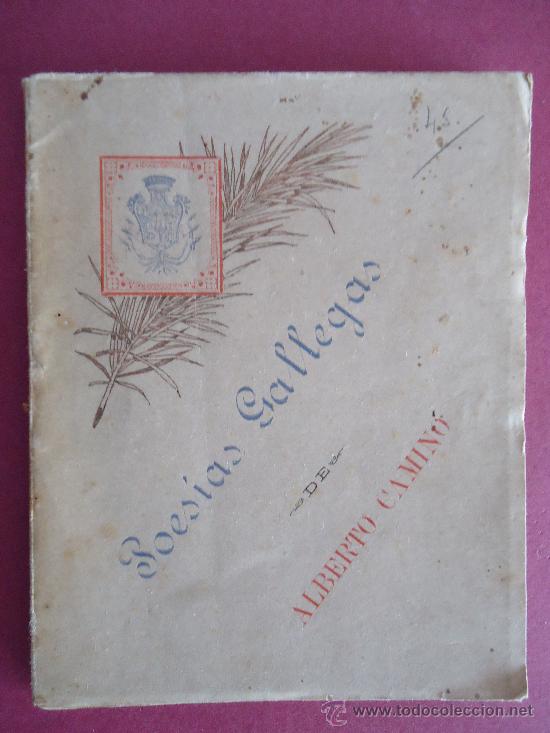 45.
Poesías Gallegas
DE
ALBERTO CAMINO
© www.todocoleccion.net